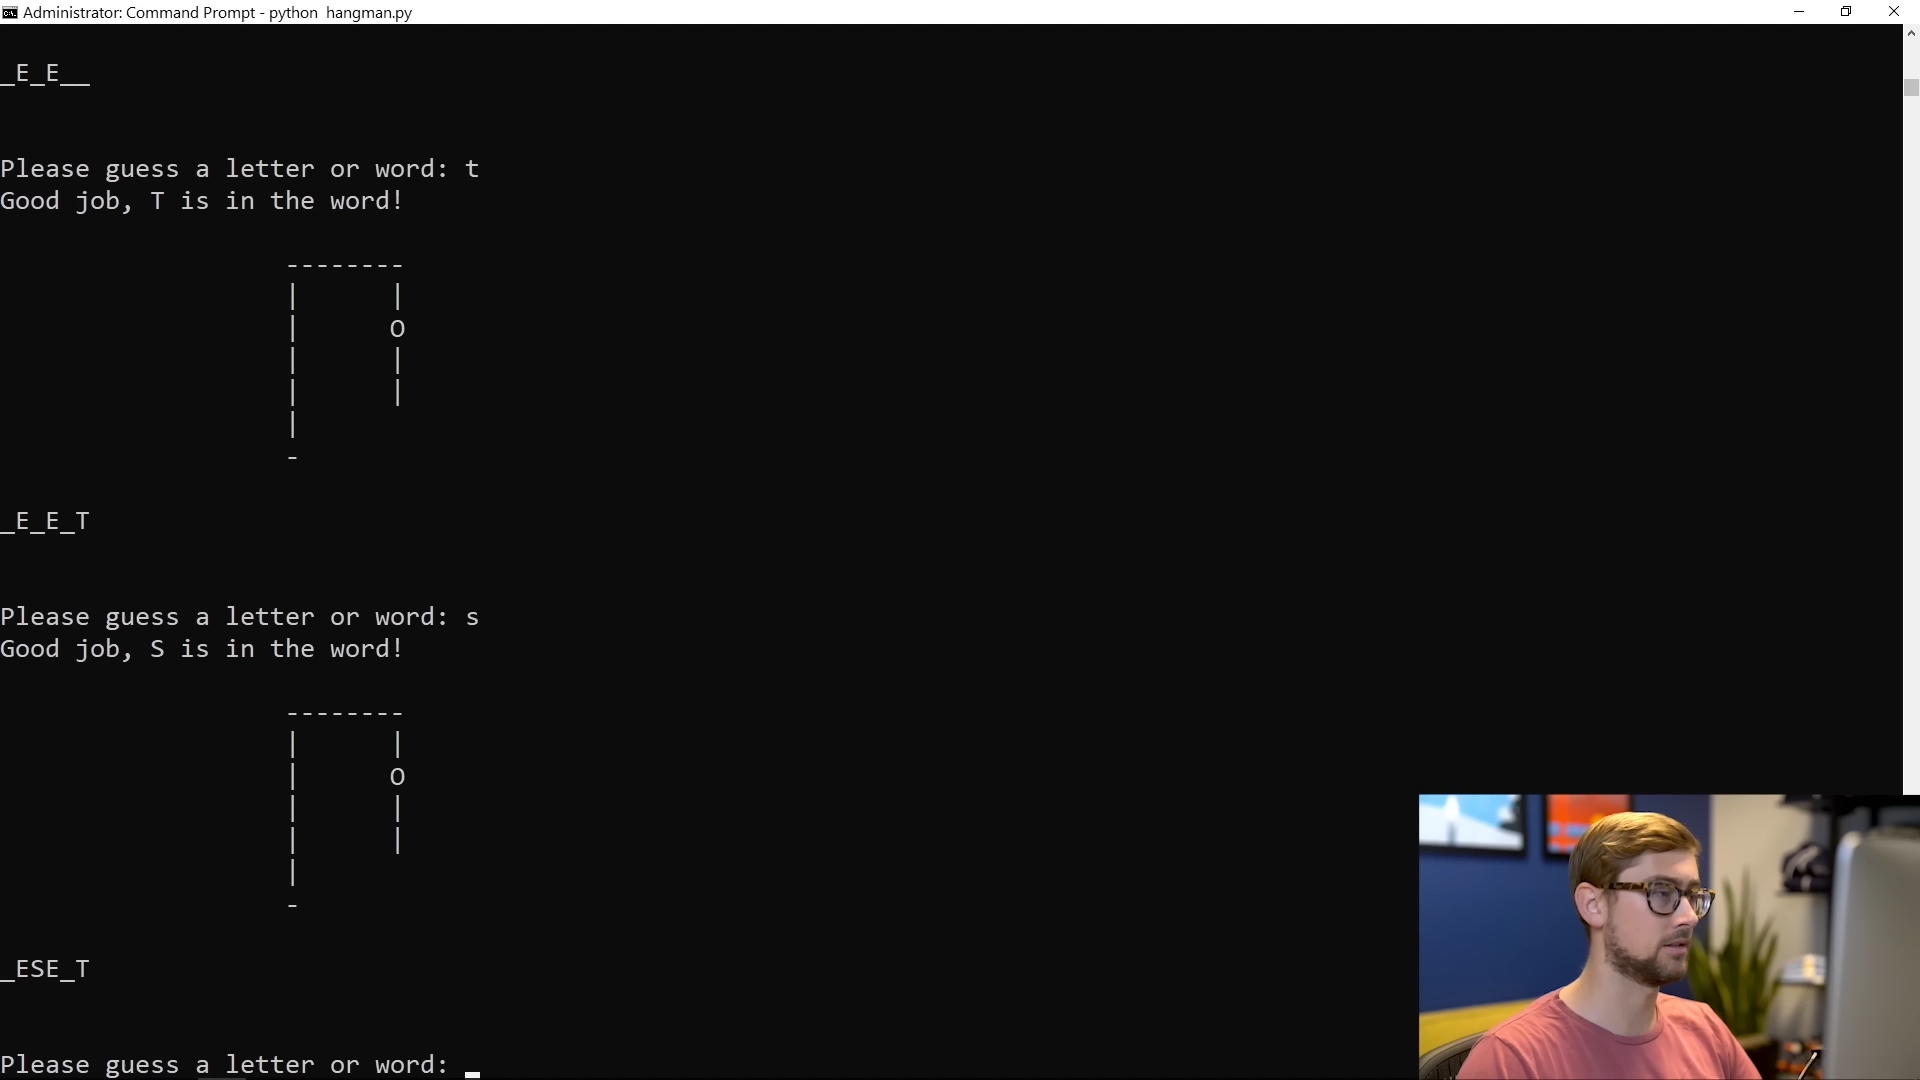 Administrator: Command Prompt - python  hangman.py
_E_E__
Please guess a letter or word: t
Good job, T is in the word!
--------
|       |
|       O
|       |
|       |
|
-
_E_E_T
Please guess a letter or word: s
Good job, S is in the word!
--------
|       |
|       O
|       |
|       |
|
-
_ESE_T
Please guess a letter or word: